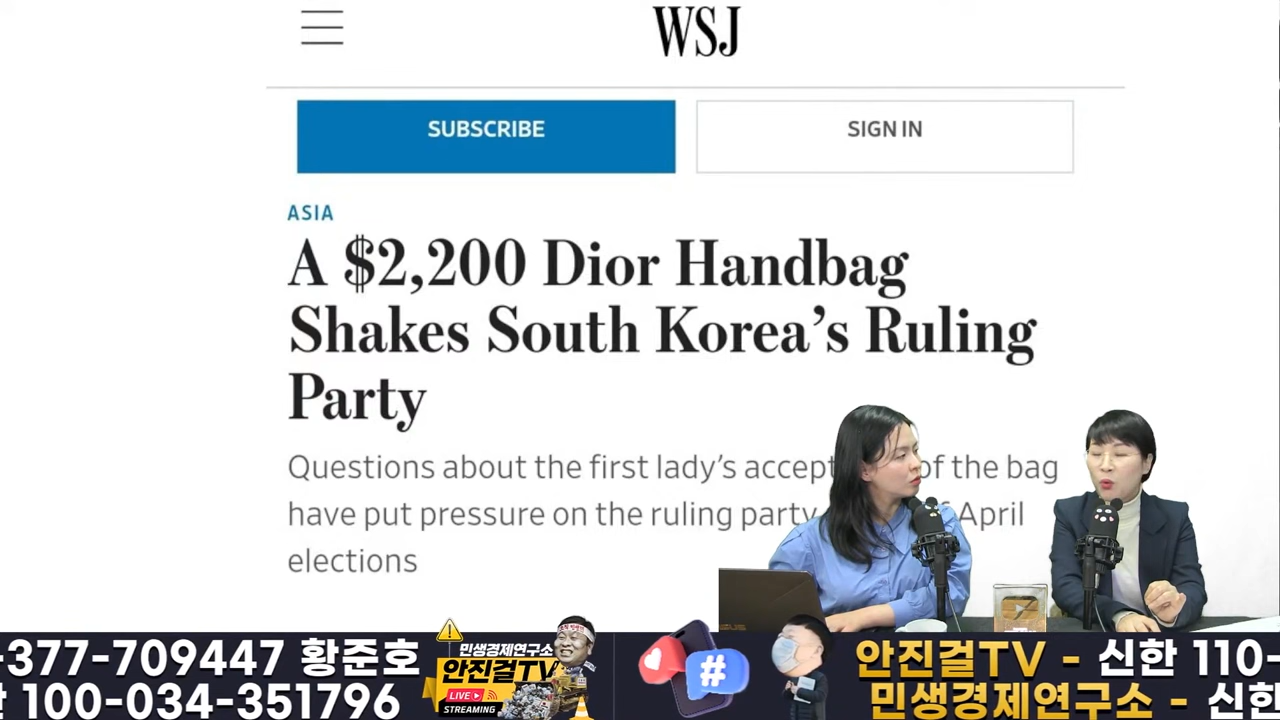 WSJ
SUBSCRIBE
SIGN IN
ASIA
A $2,200 Dior Handbag
Shakes South Korea's Ruling
Party
Questions about the first lady's accept of the bag
have put pressure on the ruling party April
elections
-377-709447 황준호
100-034-351796
민생경제연구소
안진걸TV
LIVE
STREAMING
#
안진걸TV - 신한 110-
민생경제연구소 - 신한